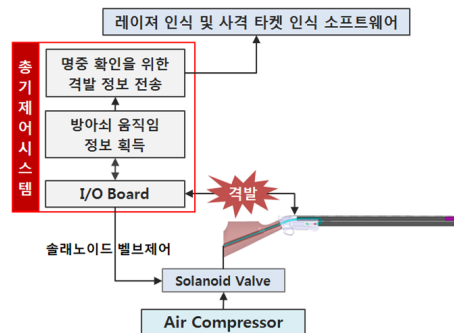 레이져 인식 및 사격 타켓 인식 소프트웨어
총기제어시스템
명중 확인을 위한
격발 정보 전송
방아쇠 움직임
정보 획득
I/O Board
격발
솔래노이드 벨브제어
Solanoid Valve
Air Compressor